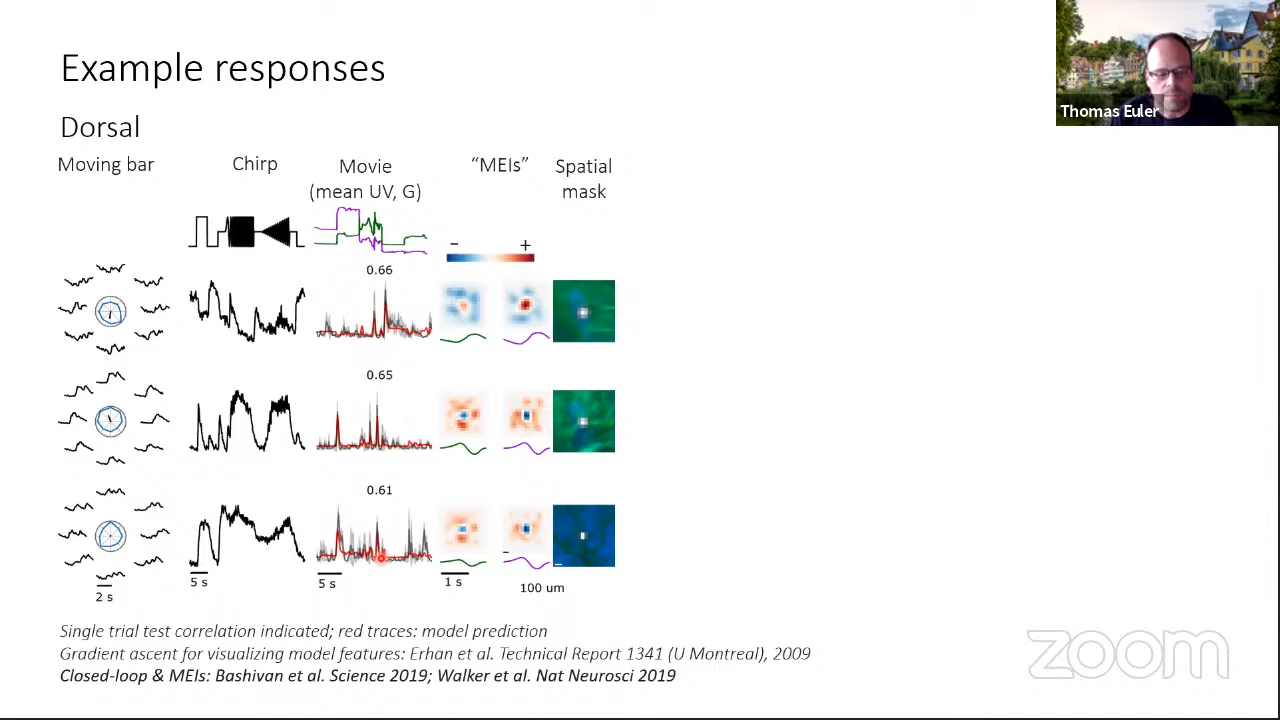 Example responses
Thomas Euler
Dorsal
Moving bar
Chirp
Movie
(mean UV, G)
“MEIs”
Spatial
mask
– +
0.66
0.65
0.61
5 s
5 s
1 s
100 um
2 s
Single trial test correlation indicated; red traces: model prediction
Gradient ascent for visualizing model features: Erhan et al. Technical Report 1341 (U Montreal), 2009
Closed-loop & MEIs: Bashivan et al. Science 2019; Walker et al. Nat Neurosci 2019
zoom